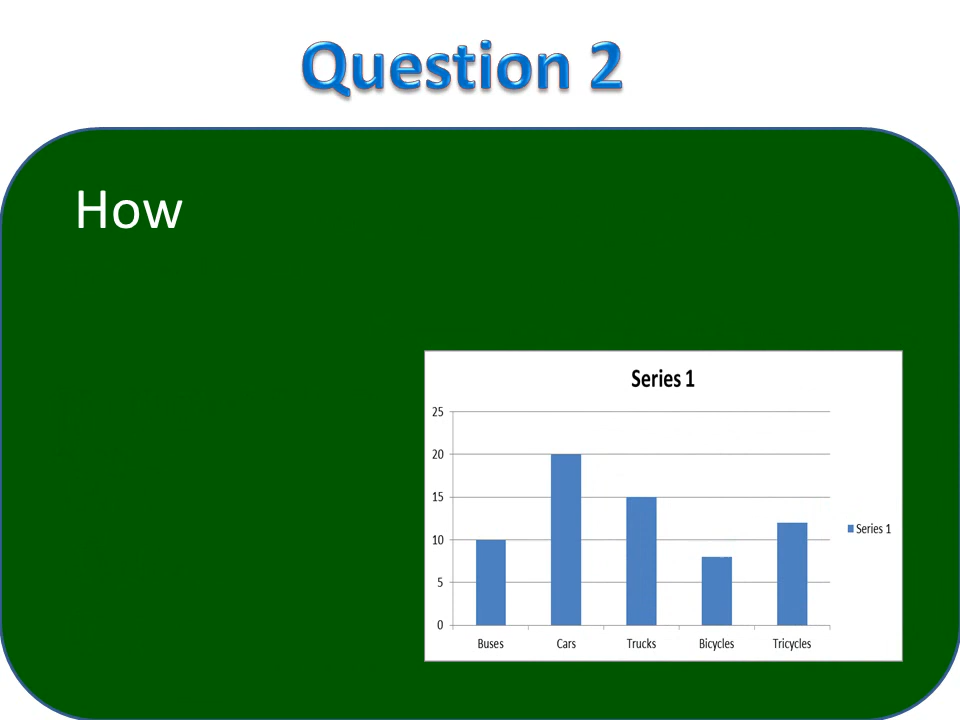 Question 2
How
Series 1
25
20
15
10
5
0
Buses Cars Trucks Bicycles Tricycles
Series 1